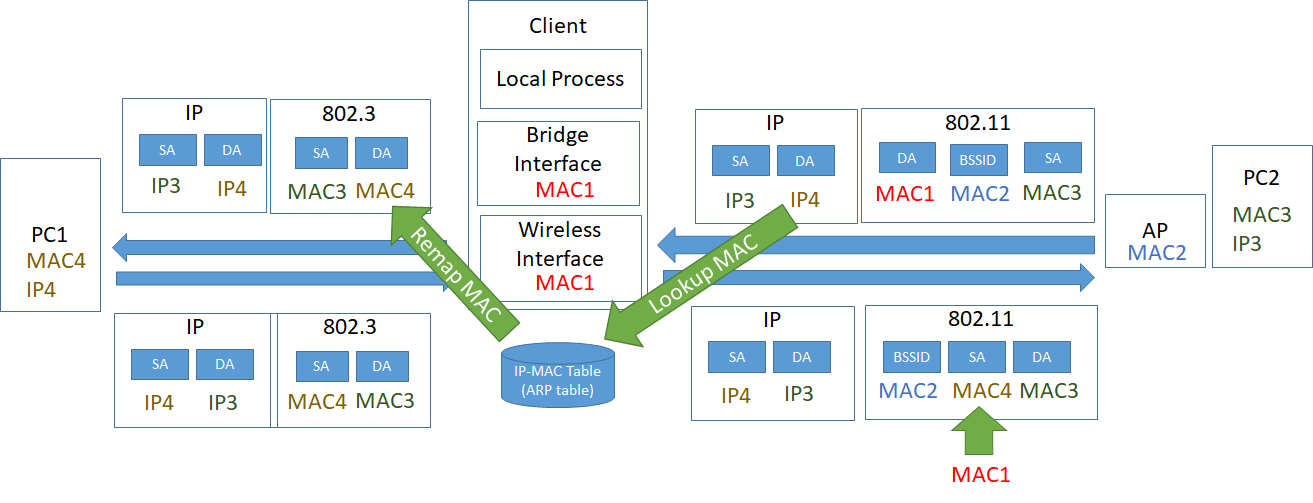 Client
Local Process
Bridge
Interface
MAC1
Wireless
Interface
MAC1
IP
SA DA
IP3 IP4
802.3
SA DA
MAC3 MAC4
PC1
MAC4
IP4
IP
SA DA
IP4 IP3
802.3
SA DA
MAC4 MAC3
Remap MAC
Lookup MAC
IP-MAC Table
(ARP table)
IP
SA DA
IP3 IP4
802.11
DA BSSID SA
MAC1 MAC2 MAC3
AP
MAC2
PC2
MAC3
IP3
IP
SA DA
IP4 IP3
802.11
BSSID SA DA
MAC2 MAC4 MAC3
MAC1